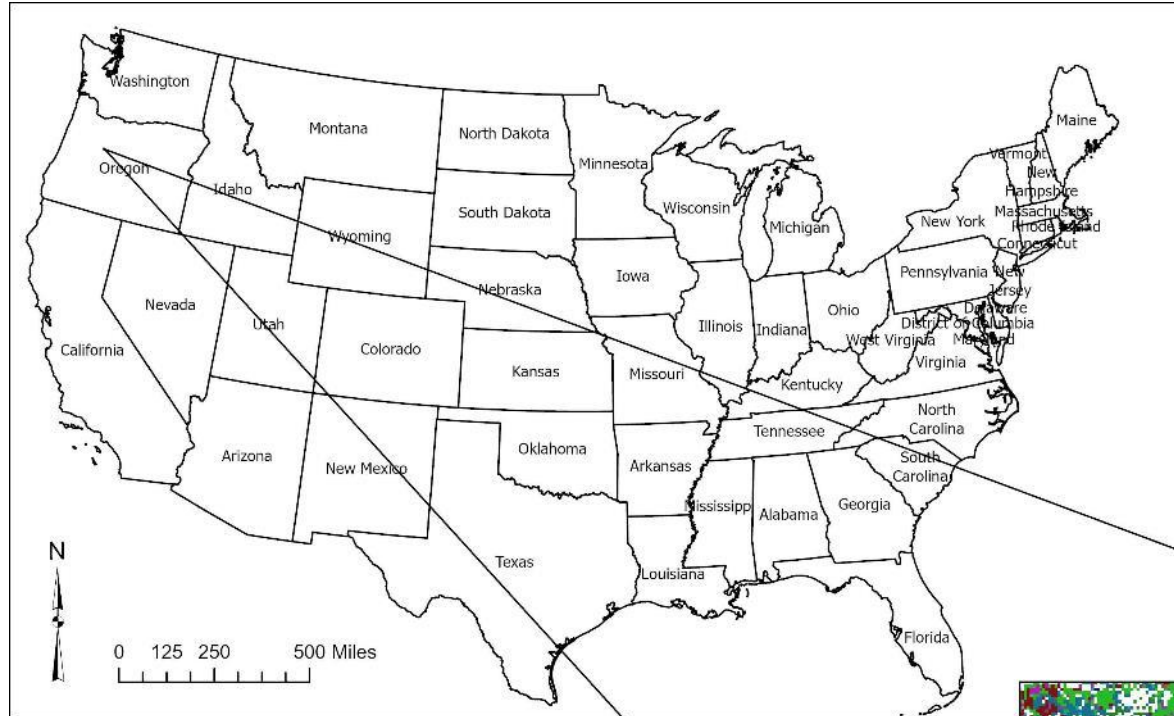 Washington
Montana
North Dakota
Minnesota
Maine
Oregon
Idaho
Vermont
New
Hampshire
South Dakota
Wisconsin
Michigan
New York
Massachusetts
Rhode Island
Connecticut
Wyoming
Iowa
Pennsylvania
New
Jersey
Nebraska
Nevada
Utah
Illinois
Indiana
Ohio
Delaware
District of Columbia
West Virginia
Maryland
California
Colorado
Kansas
Missouri
Kentucky
Virginia
North
Carolina
Tennessee
Arizona
New Mexico
Oklahoma
Arkansas
South
Carolina
Mississipp
Alabama
Georgia
Texas
Louisiana
Florida
N
0 125 250 500 Miles